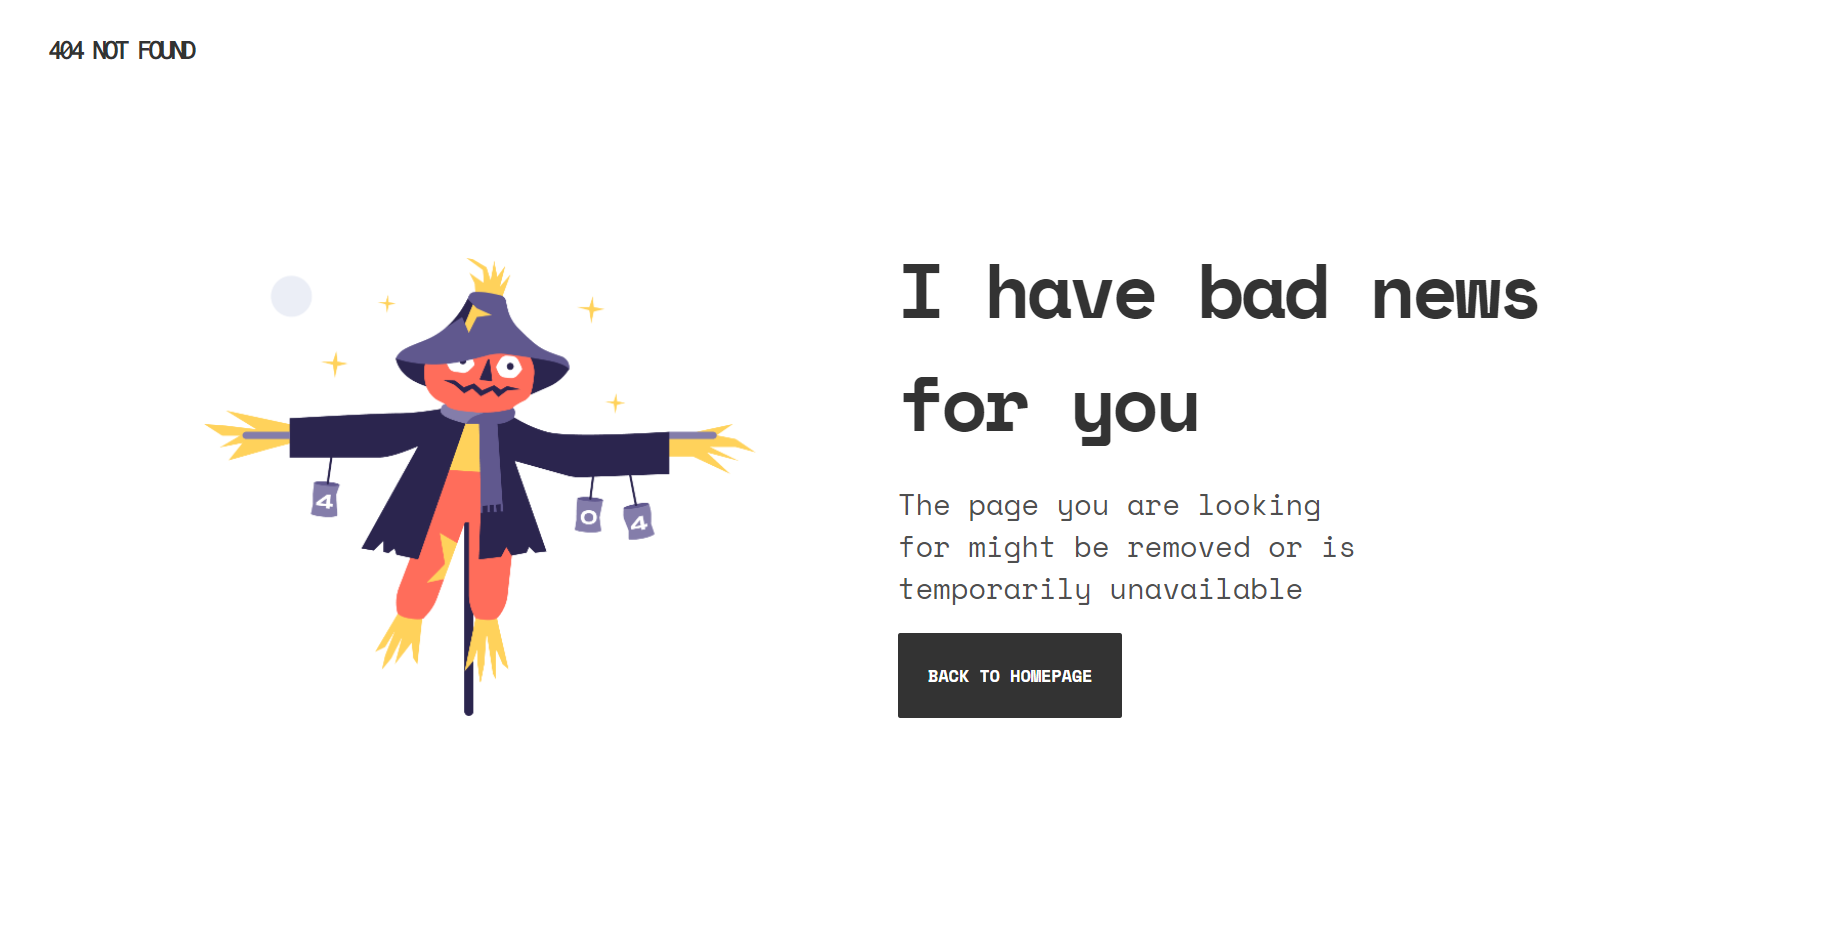 404 NOT FOUND
I have bad news
for you
4
0
4
The page you are looking
for might be removed or is
temporarily unavailable
BACK TO HOMEPAGE